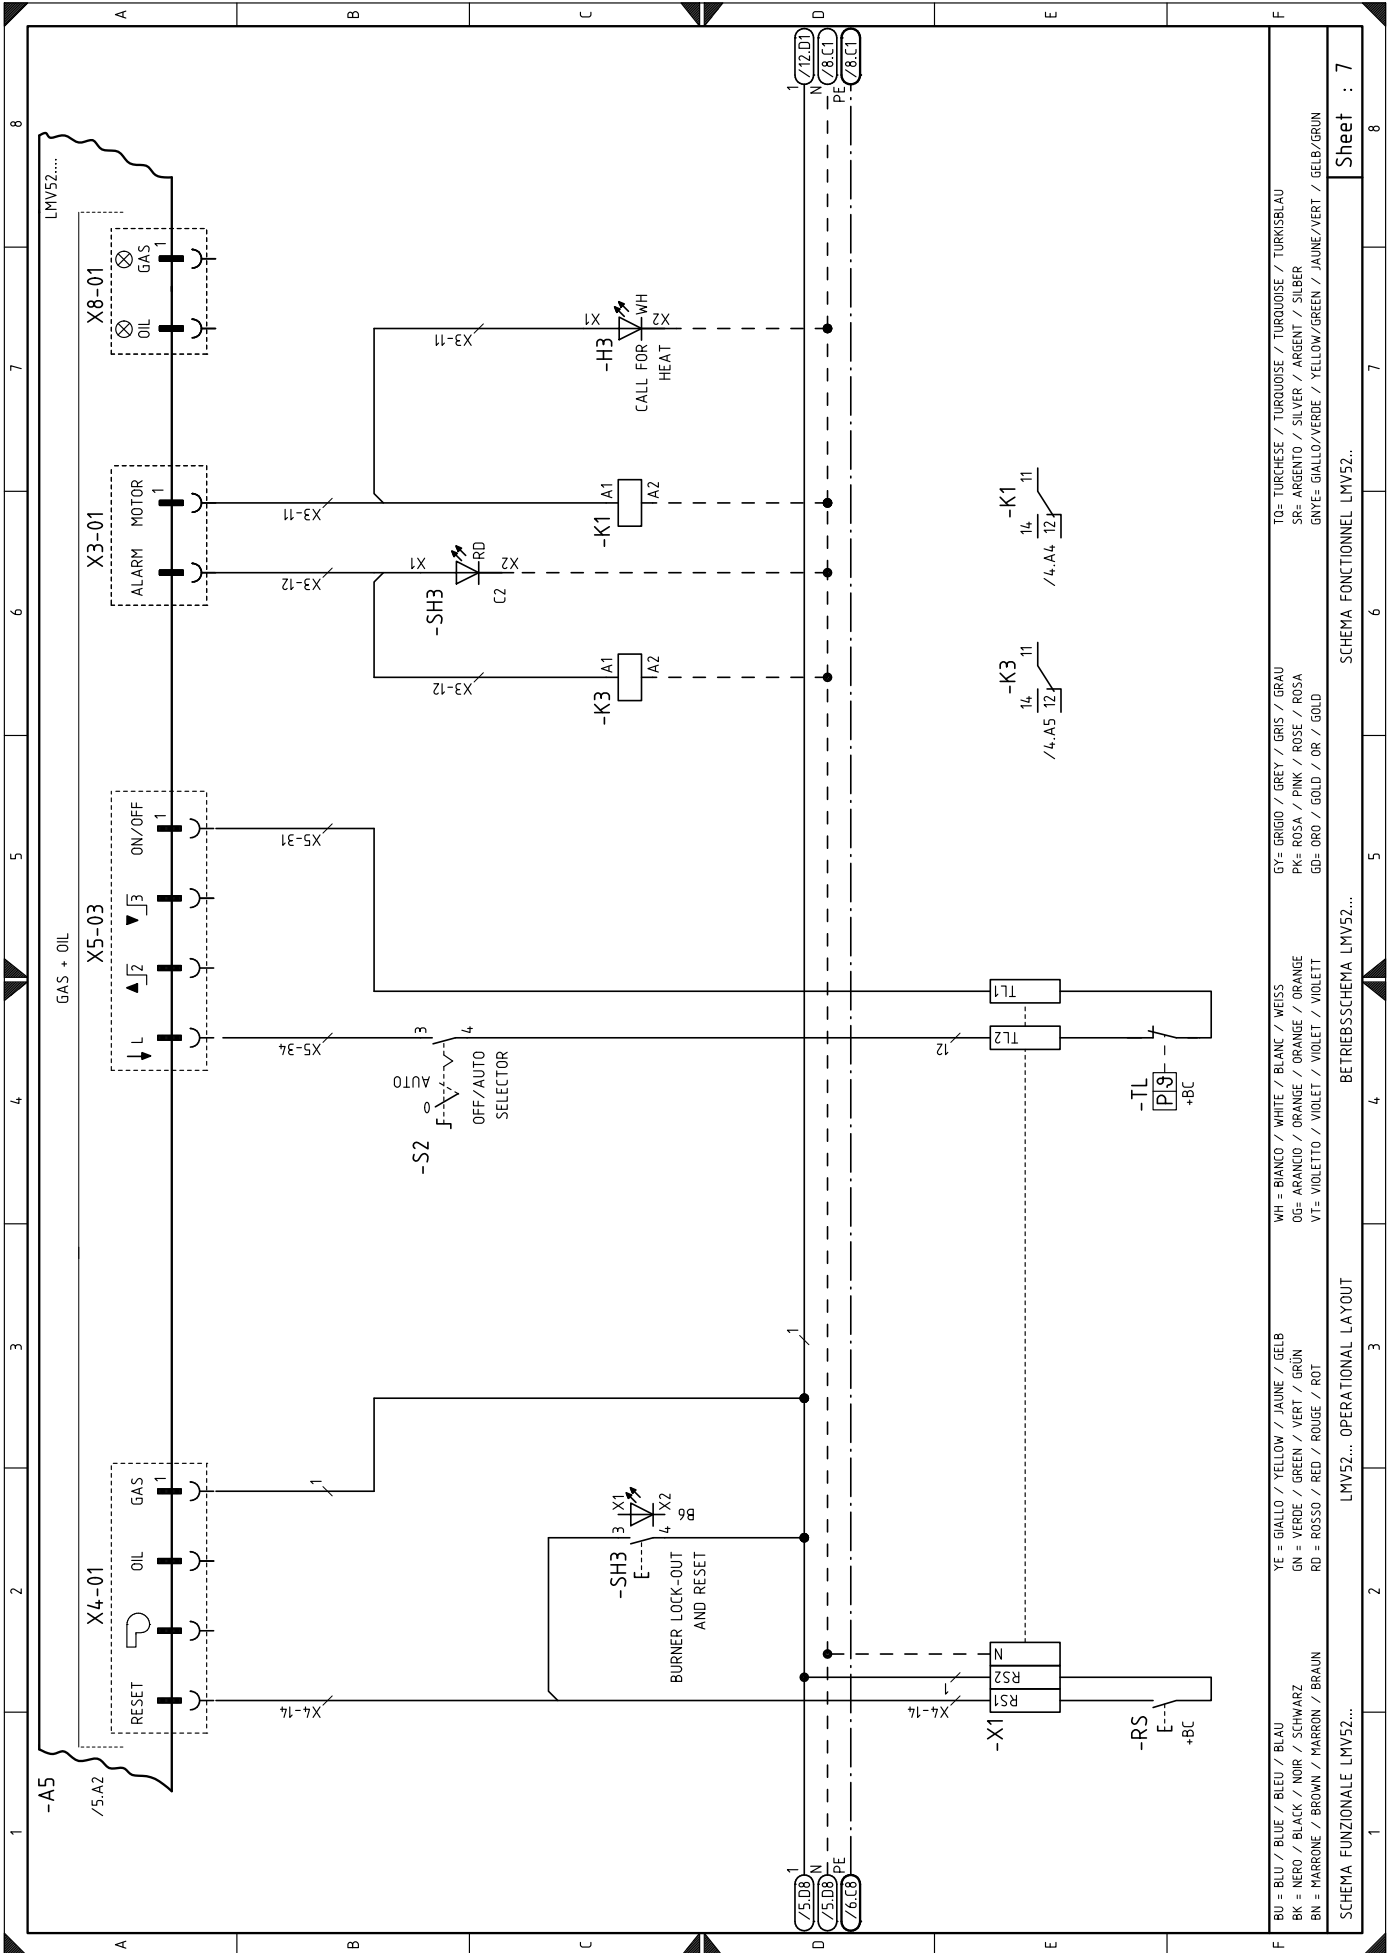 1 2 3 4 5 6 7 8
A
B
C
D
E
F
-A5
/5.A2
GAS + OIL
LMV52....
X4-01
RESET
OIL
GAS
1
X5-03
L
2
3
ON/OFF
1
X3-01
ALARM
MOTOR
1
X8-01
OIL
GAS
1
X4-14
1
X5-34
X5-31
X3-12
X3-11
-S2
0
AUTO
3
4
OFF/AUTO
SELECTOR
-SH3
X1
RD
X2
C2
X3-12
X3-11
-SH3
3
4
X1
X2
B6
BURNER LOCK-OUT
AND RESET
-K3
A1
A2
-K1
A1
A2
-H3
X1
WH
X2
CALL FOR
HEAT
/5.D8
1
1
1
/12.D1
/5.D8
N
N
/8.C1
/6.C8
PE
PE
/8.C1
X4-14
1
12
-X1
RS1
RS2
N
TL2
TL1
-K3
14
12
11
/4.A5
-K1
14
12
11
/4.A4
-RS
+BC
-TL
P
ϑ
+BC
BU = BLU / BLUE / BLEU / BLAU
BK = NERO / BLACK / NOIR / SCHWARZ
BN = MARRONE / BROWN / MARRON / BRAUN
YE = GIALLO / YELLOW / JAUNE / GELB
GN = VERDE / GREEN / VERT / GRÜN
RD = ROSSO / RED / ROUGE / ROT
WH = BIANCO / WHITE / BLANC / WEISS
OG= ARANCIO / ORANGE / ORANGE / ORANGE
VT= VIOLETTO / VIOLET / VIOLET / VIOLETT
GY= GRIGIO / GREY / GRIS / GRAU
PK= ROSA / PINK / ROSE / ROSA
GD= ORO / GOLD / OR / GOLD
TQ= TURCHESE / TURQUOISE / TURQUOISE / TURKISBLAU
SR= ARGENTO / SILVER / ARGENT / SILBER
GNYE= GIALLO/VERDE / YELLOW/GREEN / JAUNE/VERT / GELB/GRUN
SCHEMA FUNZIONALE LMV52...
LMV52... OPERATIONAL LAYOUT
BETRIEBSSCHEMA LMV52...
SCHEMA FONCTIONNEL LMV52..
Sheet : 7
1 2 3 4 5 6 7 8
A
B
C
D
E
F